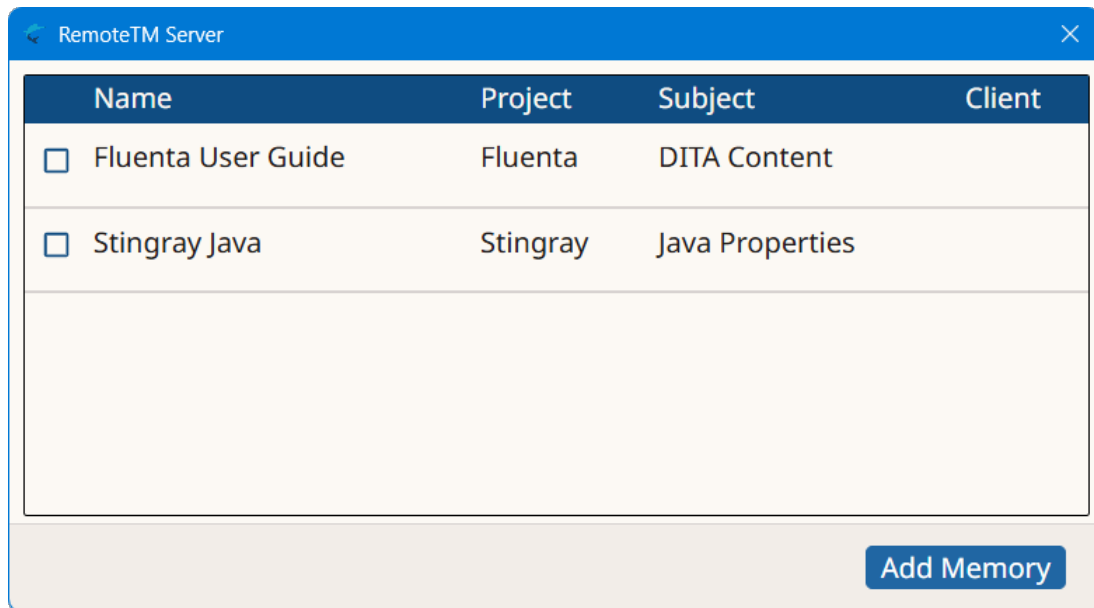 RemoteTM Server
Name Project Subject Client
Fluenta User Guide Fluenta DITA Content
Stingray Java Stingray Java Properties
Add Memory